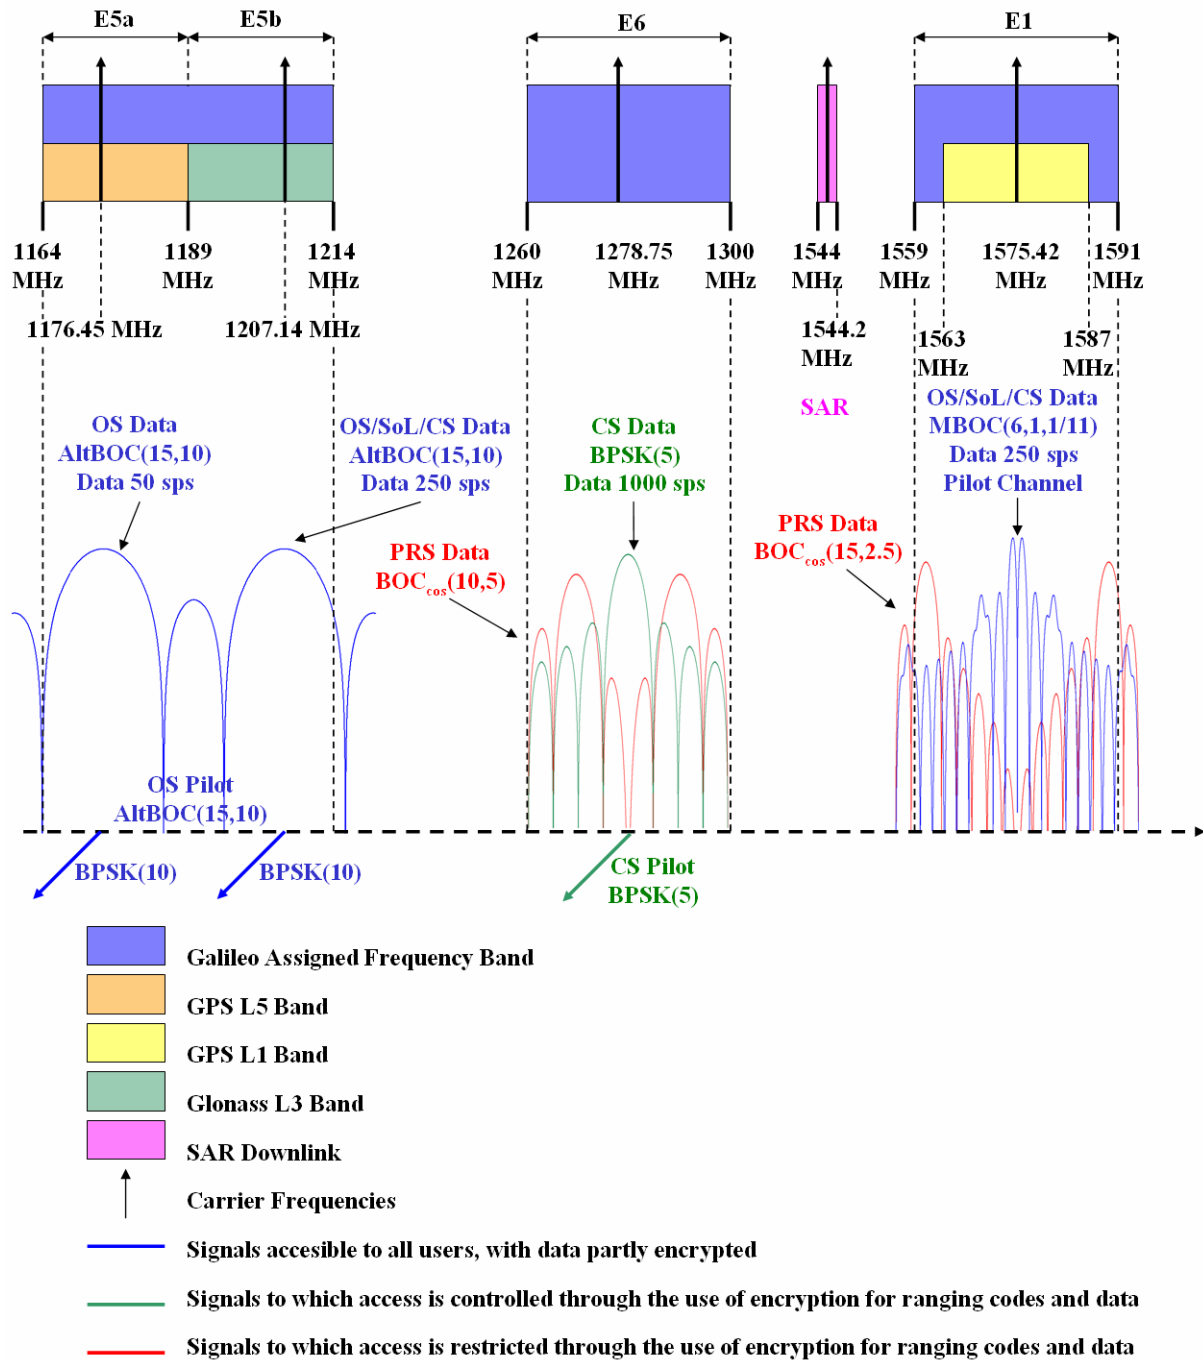 E5a
E5b
E6
E1
1164
MHz
1189
MHz
1214
MHz
1260
MHz
1278.75
MHz
1300
MHz
1544
MHz
1559
MHz
1575.42
MHz
1591
MHz
1176.45 MHz
1207.14 MHz
1544.2
MHz
1563
MHz
1587
MHz
OS Data
AltBOC(15,10)
Data 50 sps
OS/SoL/CS Data
AltBOC(15,10)
Data 250 sps
CS Data
BPSK(5)
Data 1000 sps
SAR
OS/SoL/CS Data
MBOC(6,1,1/11)
Data 250 sps
Pilot Channel
PRS Data
BOCcos(10,5)
PRS Data
BOCcos(15,2.5)
OS Pilot
AltBOC(15,10)
BPSK(10)
BPSK(10)
CS Pilot
BPSK(5)
Galileo Assigned Frequency Band
GPS L5 Band
GPS L1 Band
Glonass L3 Band
SAR Downlink
Carrier Frequencies
Signals accesible to all users, with data partly encrypted
Signals to which access is controlled through the use of encryption for ranging codes and data
Signals to which access is restricted through the use of encryption for ranging codes and data